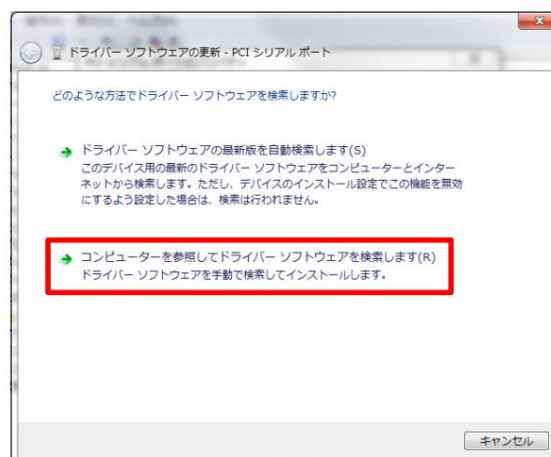 ドライバー ソフトウェアの更新 - PCI シリアル ポート
どのような方法でドライバー ソフトウェアを検索しますか?
ドライバー ソフトウェアの最新版を自動検索します(S)
このデバイス用の最新のドライバー ソフトウェアをコンピューターとインター
ネットから検索します。ただし、デバイスのインストール設定でこの機能を無効
にするよう設定した場合は、検索は行われません。
コンピューターを参照してドライバー ソフトウェアを検索します(R)
ドライバー ソフトウェアを手動で検索してインストールします。
キャンセル